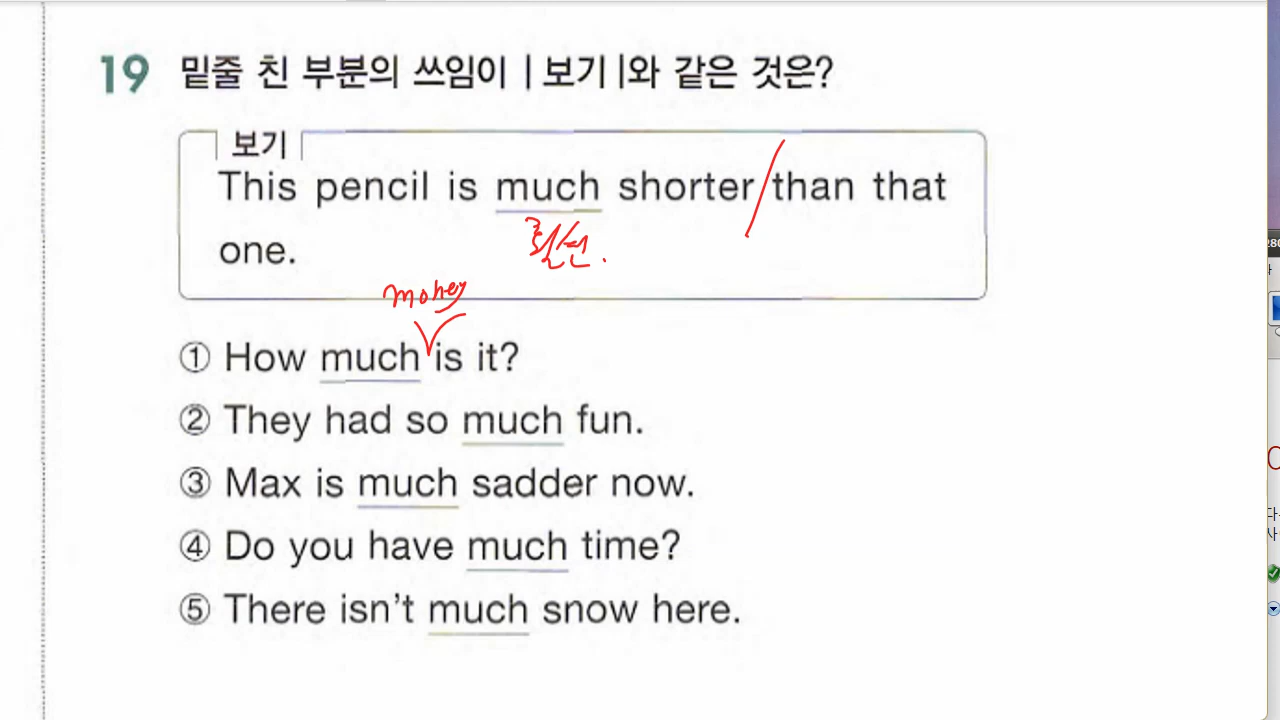 19 밑줄 친 부분의 쓰임이 | 보기 |와 같은 것은?
보기
This pencil is much shorter than that
훨씬.
one.
money
① How much is it?
② They had so much fun.
③ Max is much sadder now.
④ Do you have much time?
⑤ There isn't much snow here.